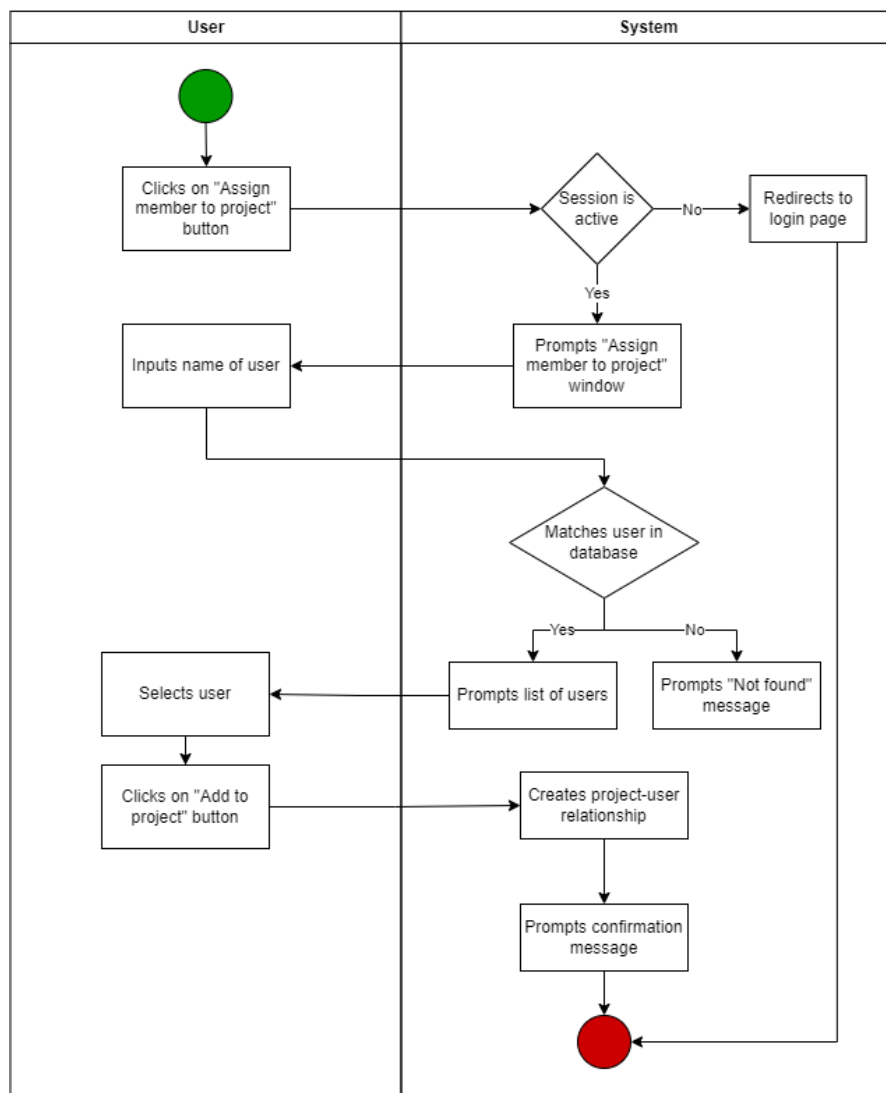 User
System
Clicks on "Assign
member to project"
button
Session is
active
No
Redirects to
login page
Yes
Inputs name of user
Prompts "Assign
member to project"
window
Matches user in
database
Yes
No
Selects user
Prompts list of users
Prompts "Not found"
message
Clicks on "Add to
project" button
Creates project-user
relationship
Prompts confirmation
message